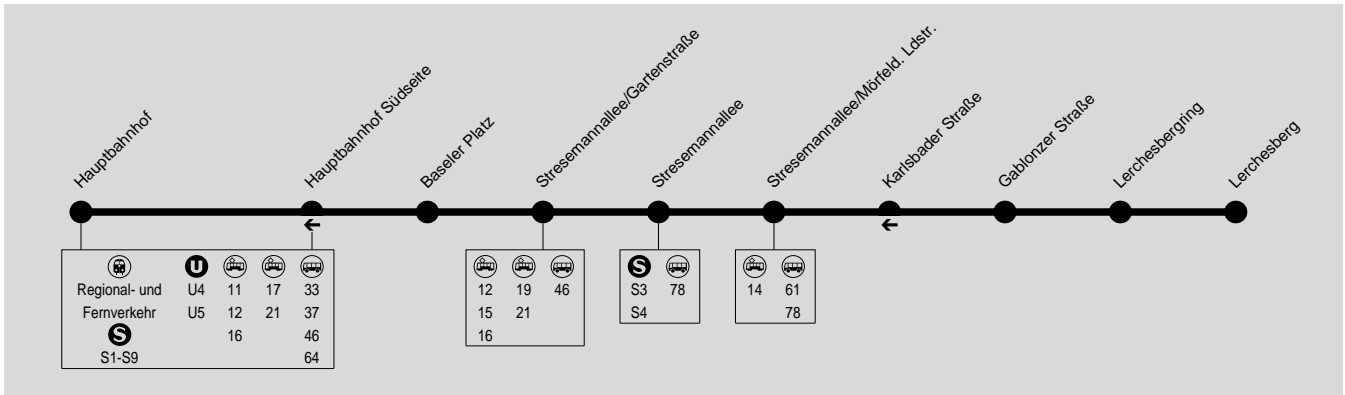 Hauptbahnhof
Hauptbahnhof Südseite
Baseler Platz
Stresemannallee/Gartenstraße
Stresemannallee
Stresemannallee/Mörfeld. Ldstr.
Karlsbader Straße
Gablonzer Straße
Lerchesbergring
Lerchesberg
U
Regional- und U4 11 17 33
Fernverkehr U5 12 21 37
S 16 46
S1-S9 64
12 19 46
15 21
16
S
S3 78
S4
14 61
78